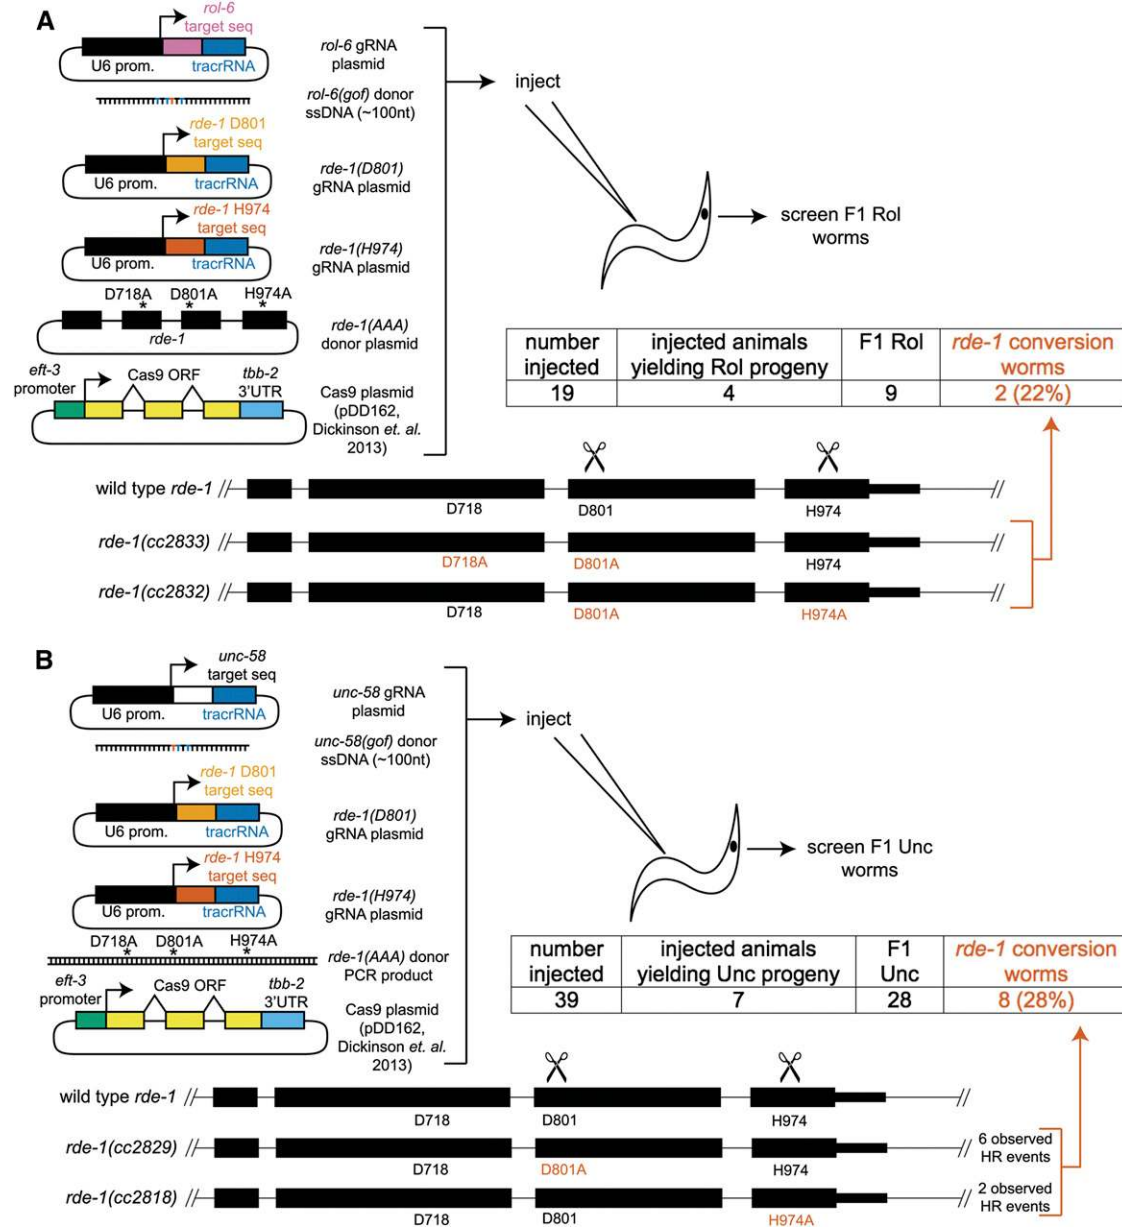 A
rol-6
target seq
U6 prom.
tracrRNA
rol-6 gRNA
plasmid
rol-6(gof) donor
ssDNA (~100nt)
rde-1 D801
target seq
U6 prom.
tracrRNA
rde-1(D801)
gRNA plasmid
rde-1 H974
target seq
U6 prom.
tracrRNA
rde-1(H974)
gRNA plasmid
D718A D801A H974A
* * *
rde-1
rde-1(AAA)
donor plasmid
eft-3
promoter
Cas9 ORF
tbb-2
3'UTR
Cas9 plasmid
(pDD162,
Dickinson et. al.
2013)
inject
screen F1 Rol
worms
number
injected
injected animals
yielding Rol progeny
F1 Rol
rde-1 conversion
worms
19 4 9 2 (22%)
wild type rde-1
D718 D801 H974
rde-1(cc2833)
D718A D801A H974
rde-1(cc2832)
D718 D801A H974A
B
unc-58
target seq
U6 prom.
tracrRNA
unc-58 gRNA
plasmid
unc-58(gof) donor
ssDNA (~100nt)
rde-1 D801
target seq
U6 prom.
tracrRNA
rde-1(D801)
gRNA plasmid
rde-1 H974
target seq
U6 prom.
tracrRNA
rde-1(H974)
gRNA plasmid
D718A D801A H974A
* * *
rde-1(AAA) donor
PCR product
eft-3
promoter
Cas9 ORF
tbb-2
3'UTR
Cas9 plasmid
(pDD162,
Dickinson et. al.
2013)
inject
screen F1 Unc
worms
number
injected
injected animals
yielding Unc progeny
F1
Unc
rde-1 conversion
worms
39 7 28 8 (28%)
wild type rde-1
D718 D801 H974
rde-1(cc2829)
D718 D801A H974
6 observed
HR events
rde-1(cc2818)
D718 D801 H974A
2 observed
HR events